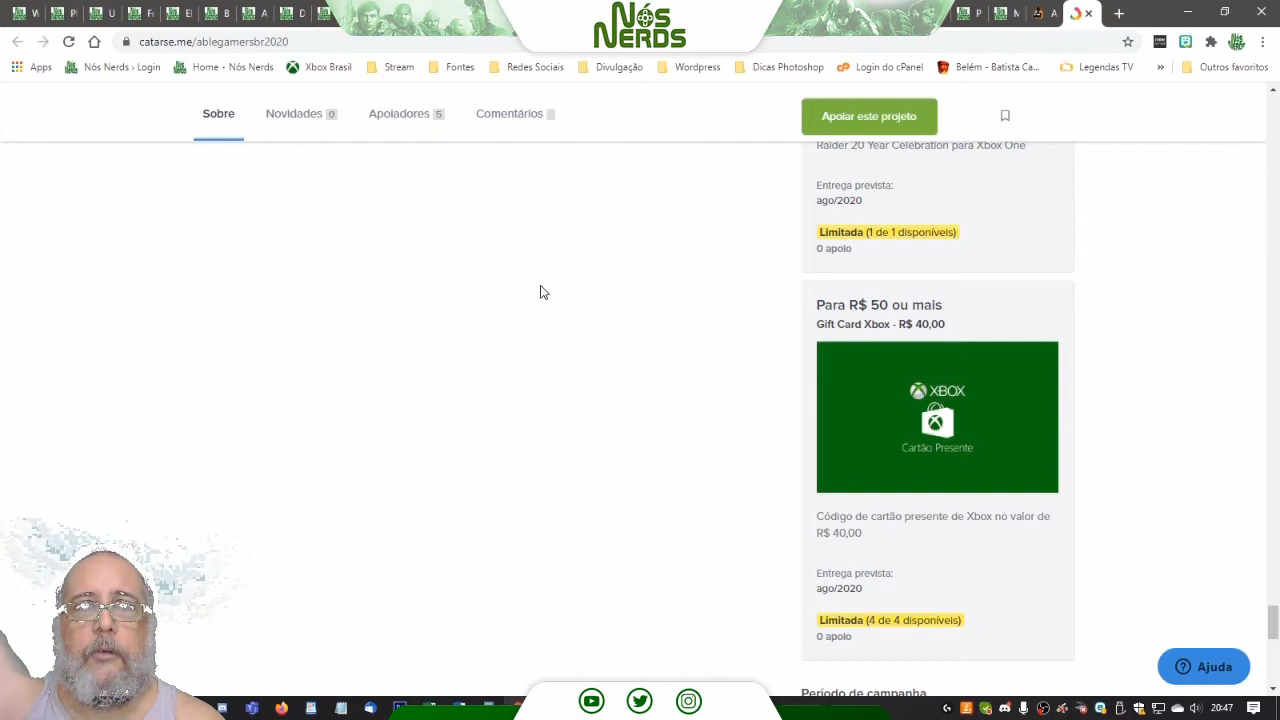 Nós
NERDS
catarse.me/ablegamersbr2020
Apps
Nós Nerds › Login
Home - Nós Nerds
Xbox Brasil
Stream
Fontes
Redes Sociais
Divulgação
Wordpress
Dicas Photoshop
Login do cPanel
Belém - Batista Ca...
Legendas TV
»
Outros favoritos
Sobre
Novidades 0
Apoiadores 5
Comentários
Apoiar este projeto
Raider 20 Year Celebration para Xbox One
Entrega prevista:
ago/2020
Limitada (1 de 1 disponíveis)
0 apoio
Para R$ 50 ou mais
Gift Card Xbox - R$ 40,00
XBOX
Cartão Presente
Código de cartão presente de Xbox no valor de
R$ 40,00
Entrega prevista:
ago/2020
Limitada (4 de 4 disponíveis)
0 apoio
Ajuda
Período de campanha
20:47